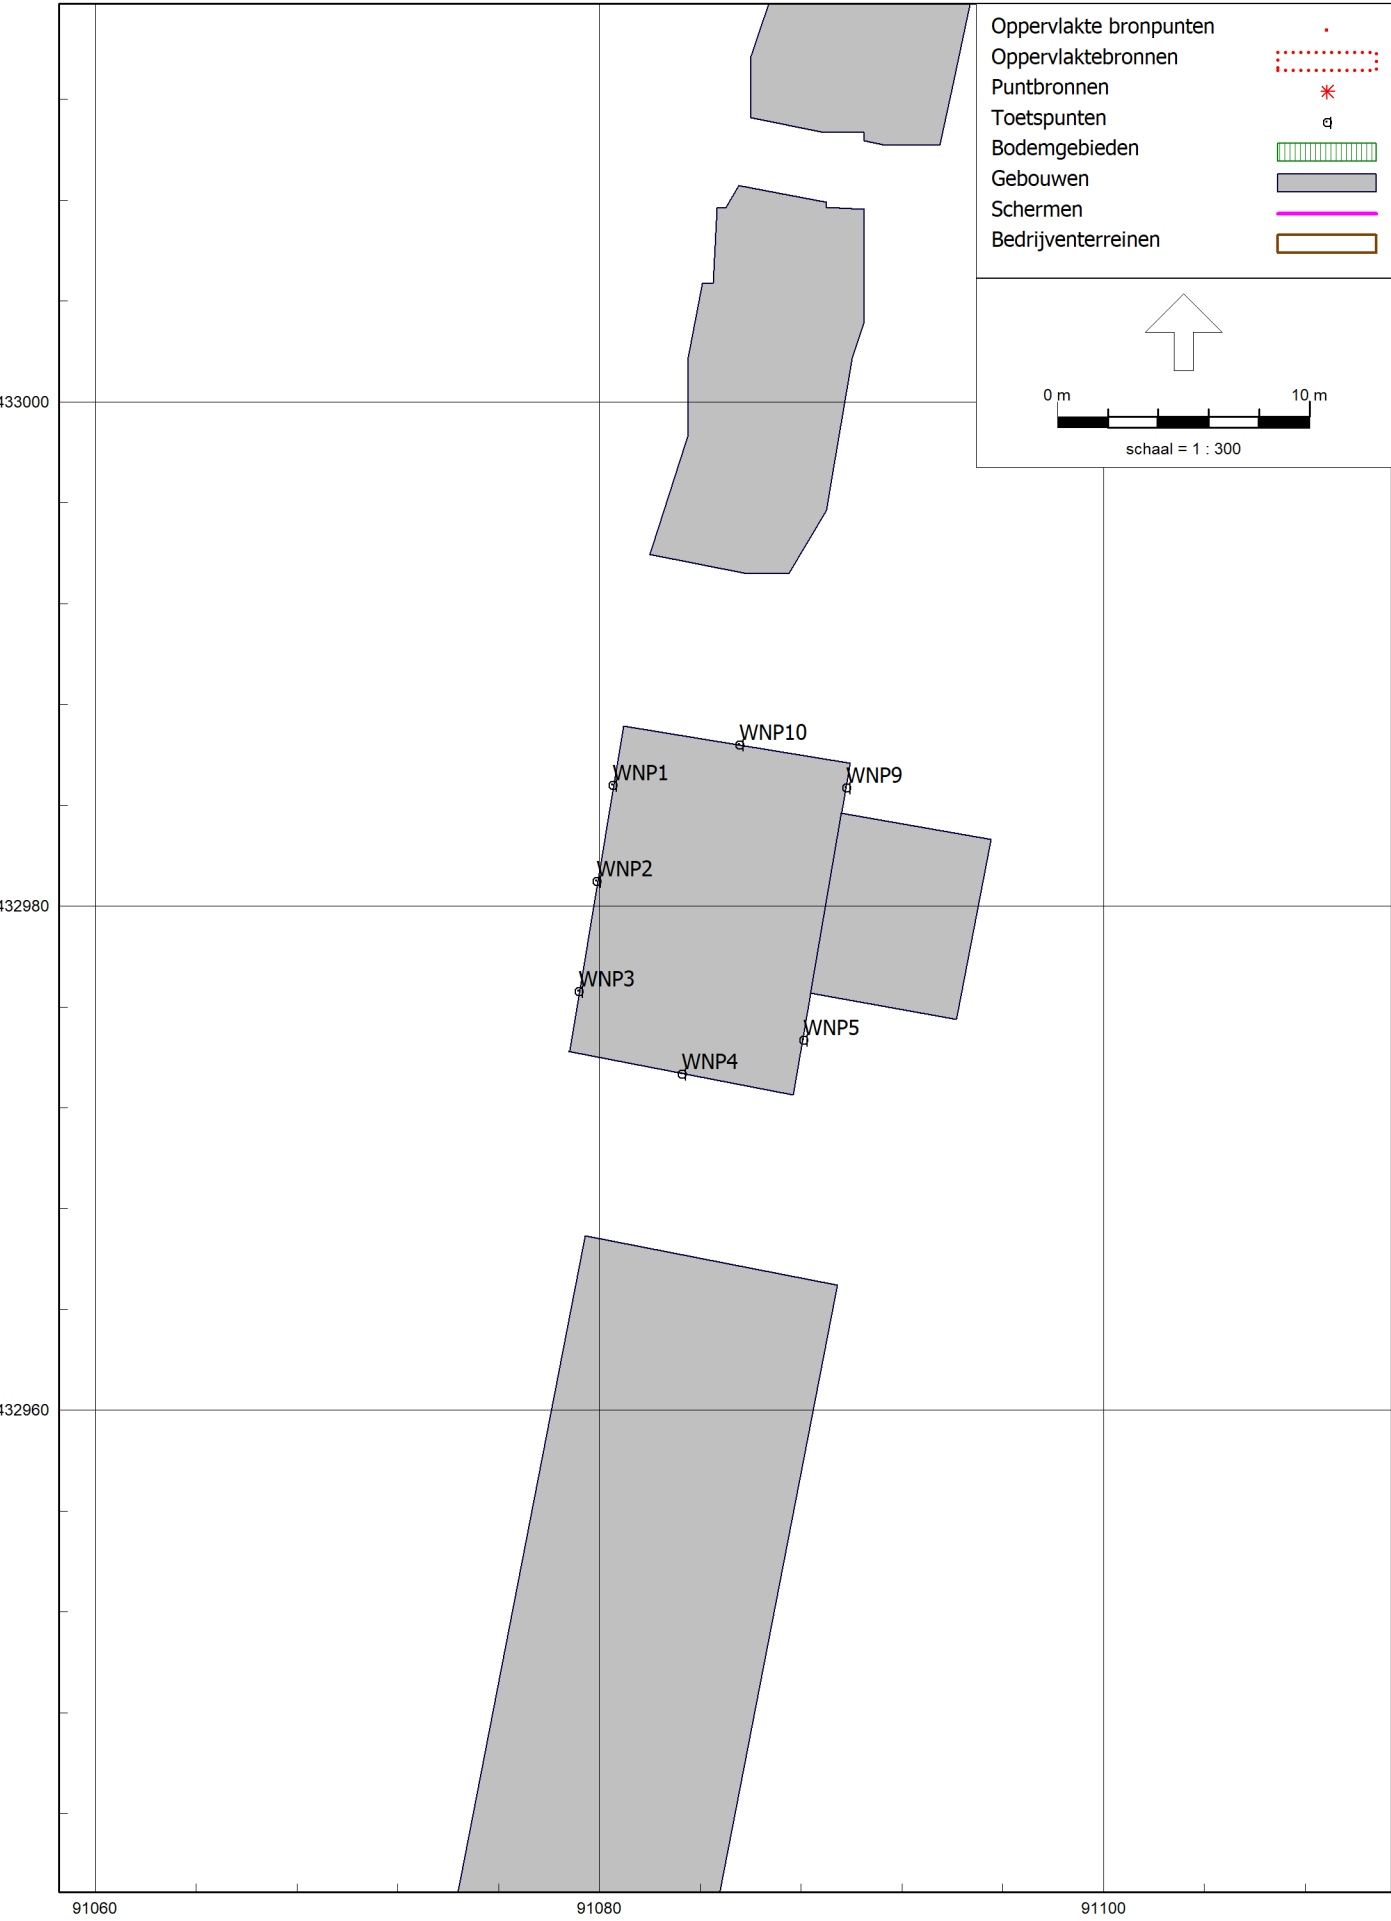 Oppervlakte bronpunten
Oppervlaktebronnen
Puntbronnen
Toetspunten
Bodemgebieden
Gebouwen
Schermen
Bedrijventerreinen
0 m 10 m
schaal = 1 : 300
433000
WNP10
WNP1
WNP9
WNP2
432980
WNP3
WNP5
WNP4
432960
91060 91080 91100